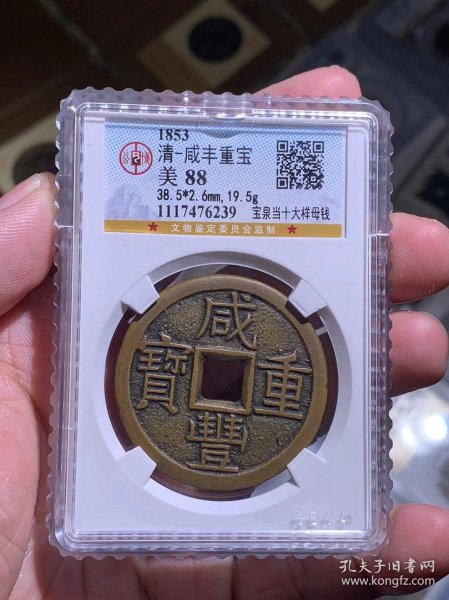 1853
清-咸丰重宝
美 88
38.5*2.6mm,19.5g
1117476239 宝泉当十大样母钱
★ 文物鉴定委员会监制 ★
咸
寶 重
豐
孔夫子旧书网
www.kongfz.com